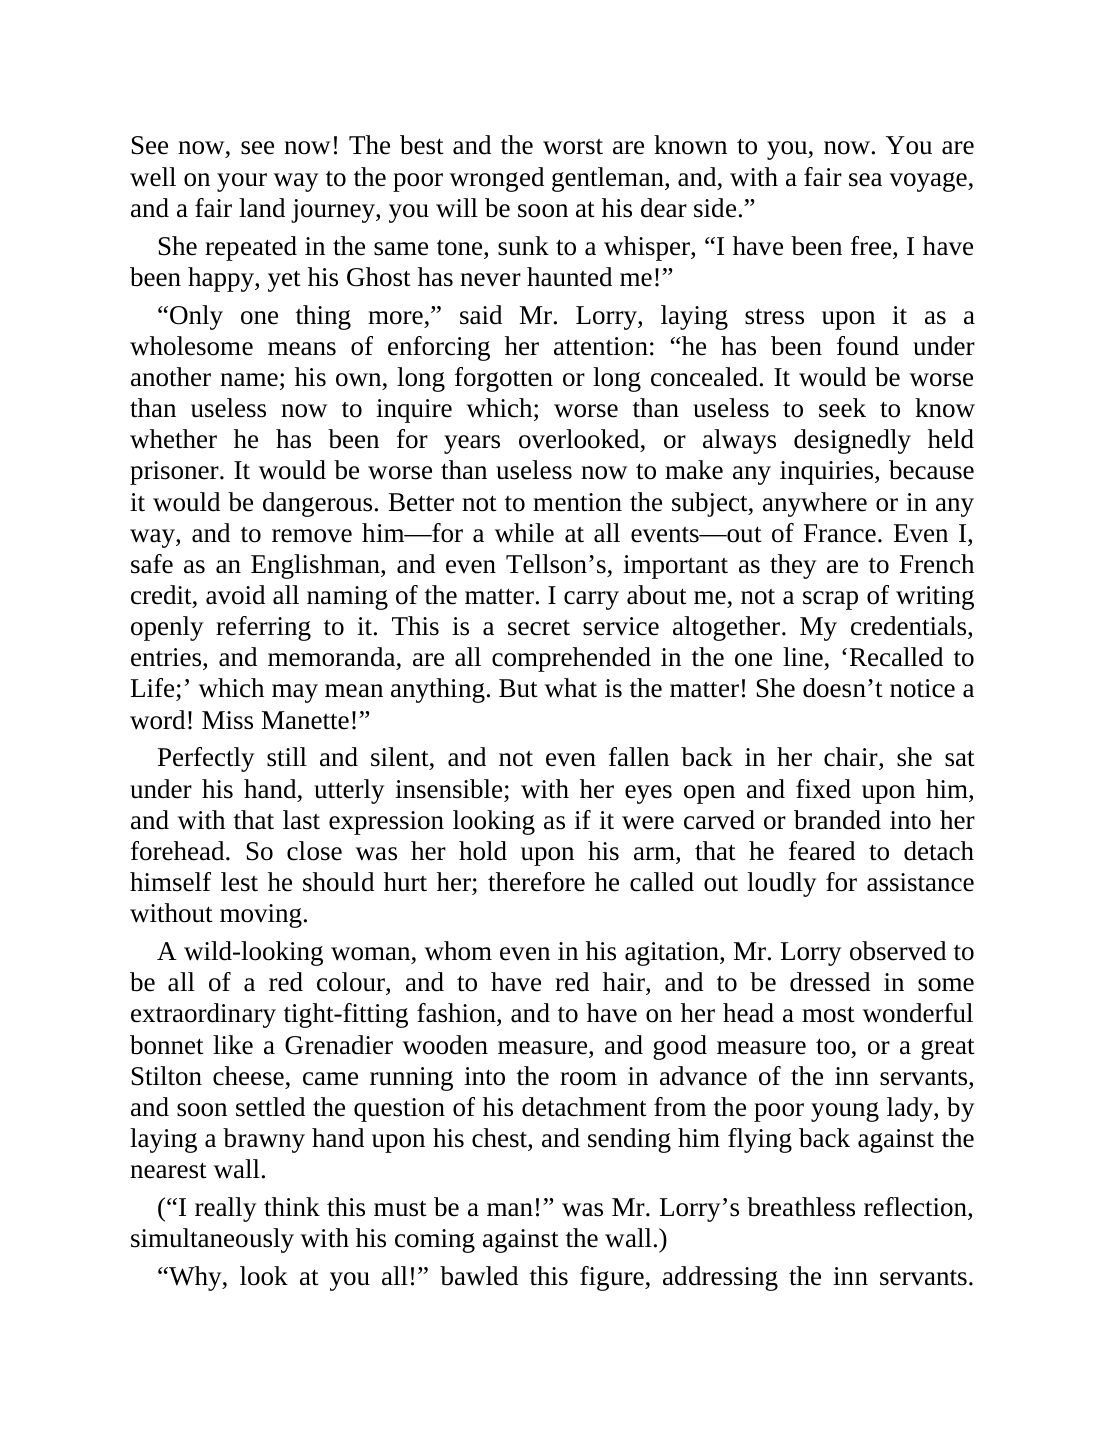 See now, see now! The best and the worst are known to you, now. You are
well on your way to the poor wronged gentleman, and, with a fair sea voyage,
and a fair land journey, you will be soon at his dear side.”
She repeated in the same tone, sunk to a whisper, “I have been free, I have
been happy, yet his Ghost has never haunted me!”
“Only one thing more,” said Mr. Lorry, laying stress upon it as a
wholesome means of enforcing her attention: “he has been found under
another name; his own, long forgotten or long concealed. It would be worse
than useless now to inquire which; worse than useless to seek to know
whether he has been for years overlooked, or always designedly held
prisoner. It would be worse than useless now to make any inquiries, because
it would be dangerous. Better not to mention the subject, anywhere or in any
way, and to remove him—for a while at all events—out of France. Even I,
safe as an Englishman, and even Tellson’s, important as they are to French
credit, avoid all naming of the matter. I carry about me, not a scrap of writing
openly referring to it. This is a secret service altogether. My credentials,
entries, and memoranda, are all comprehended in the one line, ‘Recalled to
Life;’ which may mean anything. But what is the matter! She doesn’t notice a
word! Miss Manette!”
Perfectly still and silent, and not even fallen back in her chair, she sat
under his hand, utterly insensible; with her eyes open and fixed upon him,
and with that last expression looking as if it were carved or branded into her
forehead. So close was her hold upon his arm, that he feared to detach
himself lest he should hurt her; therefore he called out loudly for assistance
without moving.
A wild-looking woman, whom even in his agitation, Mr. Lorry observed to
be all of a red colour, and to have red hair, and to be dressed in some
extraordinary tight-fitting fashion, and to have on her head a most wonderful
bonnet like a Grenadier wooden measure, and good measure too, or a great
Stilton cheese, came running into the room in advance of the inn servants,
and soon settled the question of his detachment from the poor young lady, by
laying a brawny hand upon his chest, and sending him flying back against the
nearest wall.
(“I really think this must be a man!” was Mr. Lorry’s breathless reflection,
simultaneously with his coming against the wall.)
“Why, look at you all!” bawled this figure, addressing the inn servants.